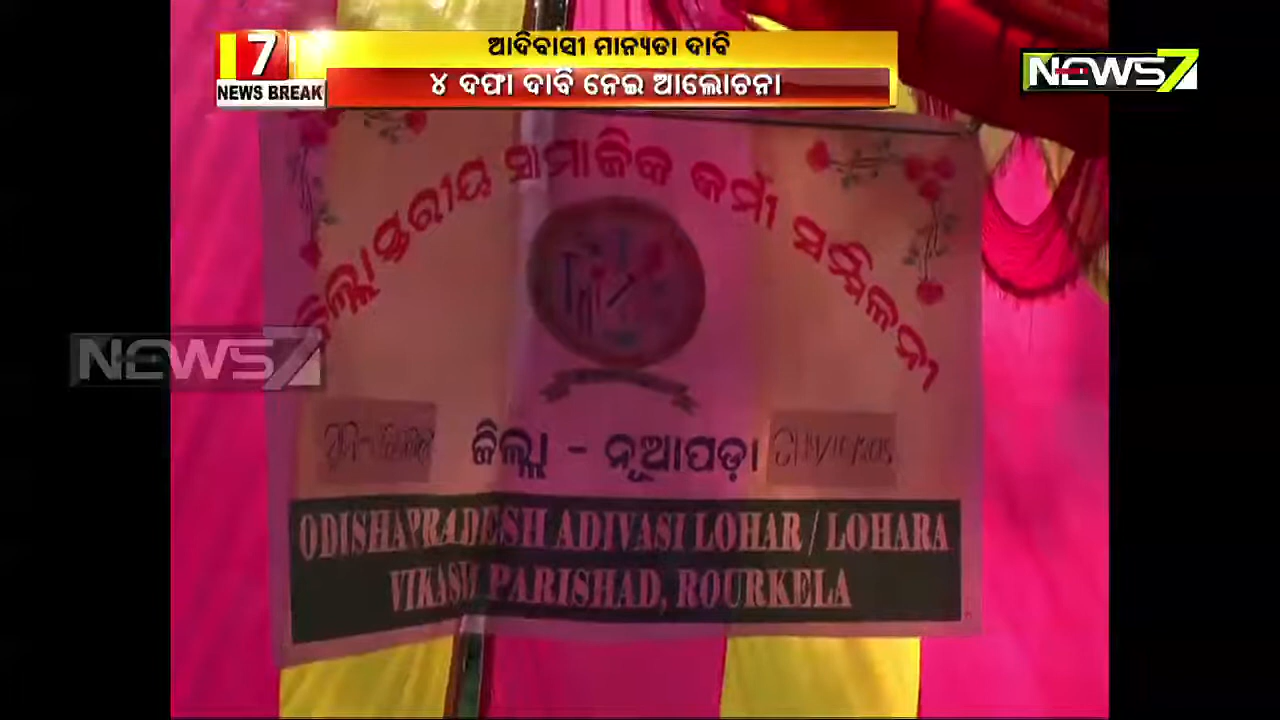 ଆଦିବାସୀ ମାନ୍ୟତା ଦାବି
7
NEWS BREAK
୪ ଦଫା ଦାବି ନେଇ ଆଲୋଚନା
NEWS7
ଜିଲ୍ଲାସ୍ତରୀୟ ସାମାଜିକ କର୍ମୀ ସମ୍ମିଳନୀ
NEWS7
ଜିଲ୍ଲା - ନୂଆପଡ଼ା
ODISHA PRADESH ADIVASI LOHAR / LOHARA
VIKASH PARISHAD, ROURKELA